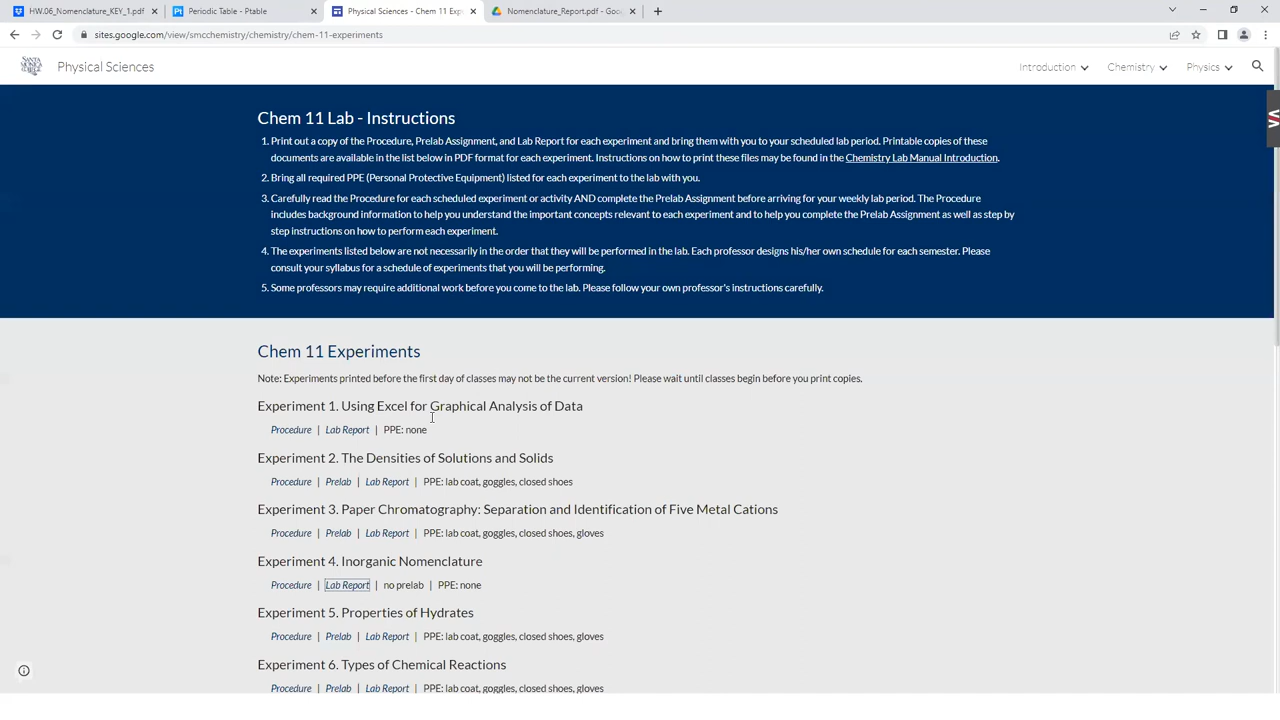 HW.06_Nomenclature_KEY_1.pdf
Pt Periodic Table - Ptable
Physical Sciences - Chem 11 Exp
Nomenclature_Report.pdf - Goo
sites.google.com/view/smcchemistry/chemistry/chem-11-experiments
SANTA MONICA COLLEGE
Physical Sciences
Introduction
Chemistry
Physics
Chem 11 Lab - Instructions
1. Print out a copy of the Procedure, Prelab Assignment, and Lab Report for each experiment and bring them with you to your scheduled lab period. Printable copies of these
documents are available in the list below in PDF format for each experiment. Instructions on how to print these files may be found in the Chemistry Lab Manual Introduction.
2. Bring all required PPE (Personal Protective Equipment) listed for each experiment to the lab with you.
3. Carefully read the Procedure for each scheduled experiment or activity AND complete the Prelab Assignment before arriving for your weekly lab period. The Procedure
includes background information to help you understand the important concepts relevant to each experiment and to help you complete the Prelab Assignment as well as step by
step instructions on how to perform each experiment.
4. The experiments listed below are not necessarily in the order that they will be performed in the lab. Each professor designs his/her own schedule for each semester. Please
consult your syllabus for a schedule of experiments that you will be performing.
5. Some professors may require additional work before you come to the lab. Please follow your own professor's instructions carefully.
Chem 11 Experiments
Note: Experiments printed before the first day of classes may not be the current version! Please wait until classes begin before you print copies.
Experiment 1. Using Excel for Graphical Analysis of Data
Procedure | Lab Report | PPE: none
Experiment 2. The Densities of Solutions and Solids
Procedure | Prelab | Lab Report | PPE: lab coat, goggles, closed shoes
Experiment 3. Paper Chromatography: Separation and Identification of Five Metal Cations
Procedure | Prelab | Lab Report | PPE: lab coat, goggles, closed shoes, gloves
Experiment 4. Inorganic Nomenclature
Procedure | Lab Report | no prelab | PPE: none
Experiment 5. Properties of Hydrates
Procedure | Prelab | Lab Report | PPE: lab coat, goggles, closed shoes, gloves
Experiment 6. Types of Chemical Reactions
Procedure | Prelab | Lab Report | PPE: lab coat, goggles, closed shoes, gloves